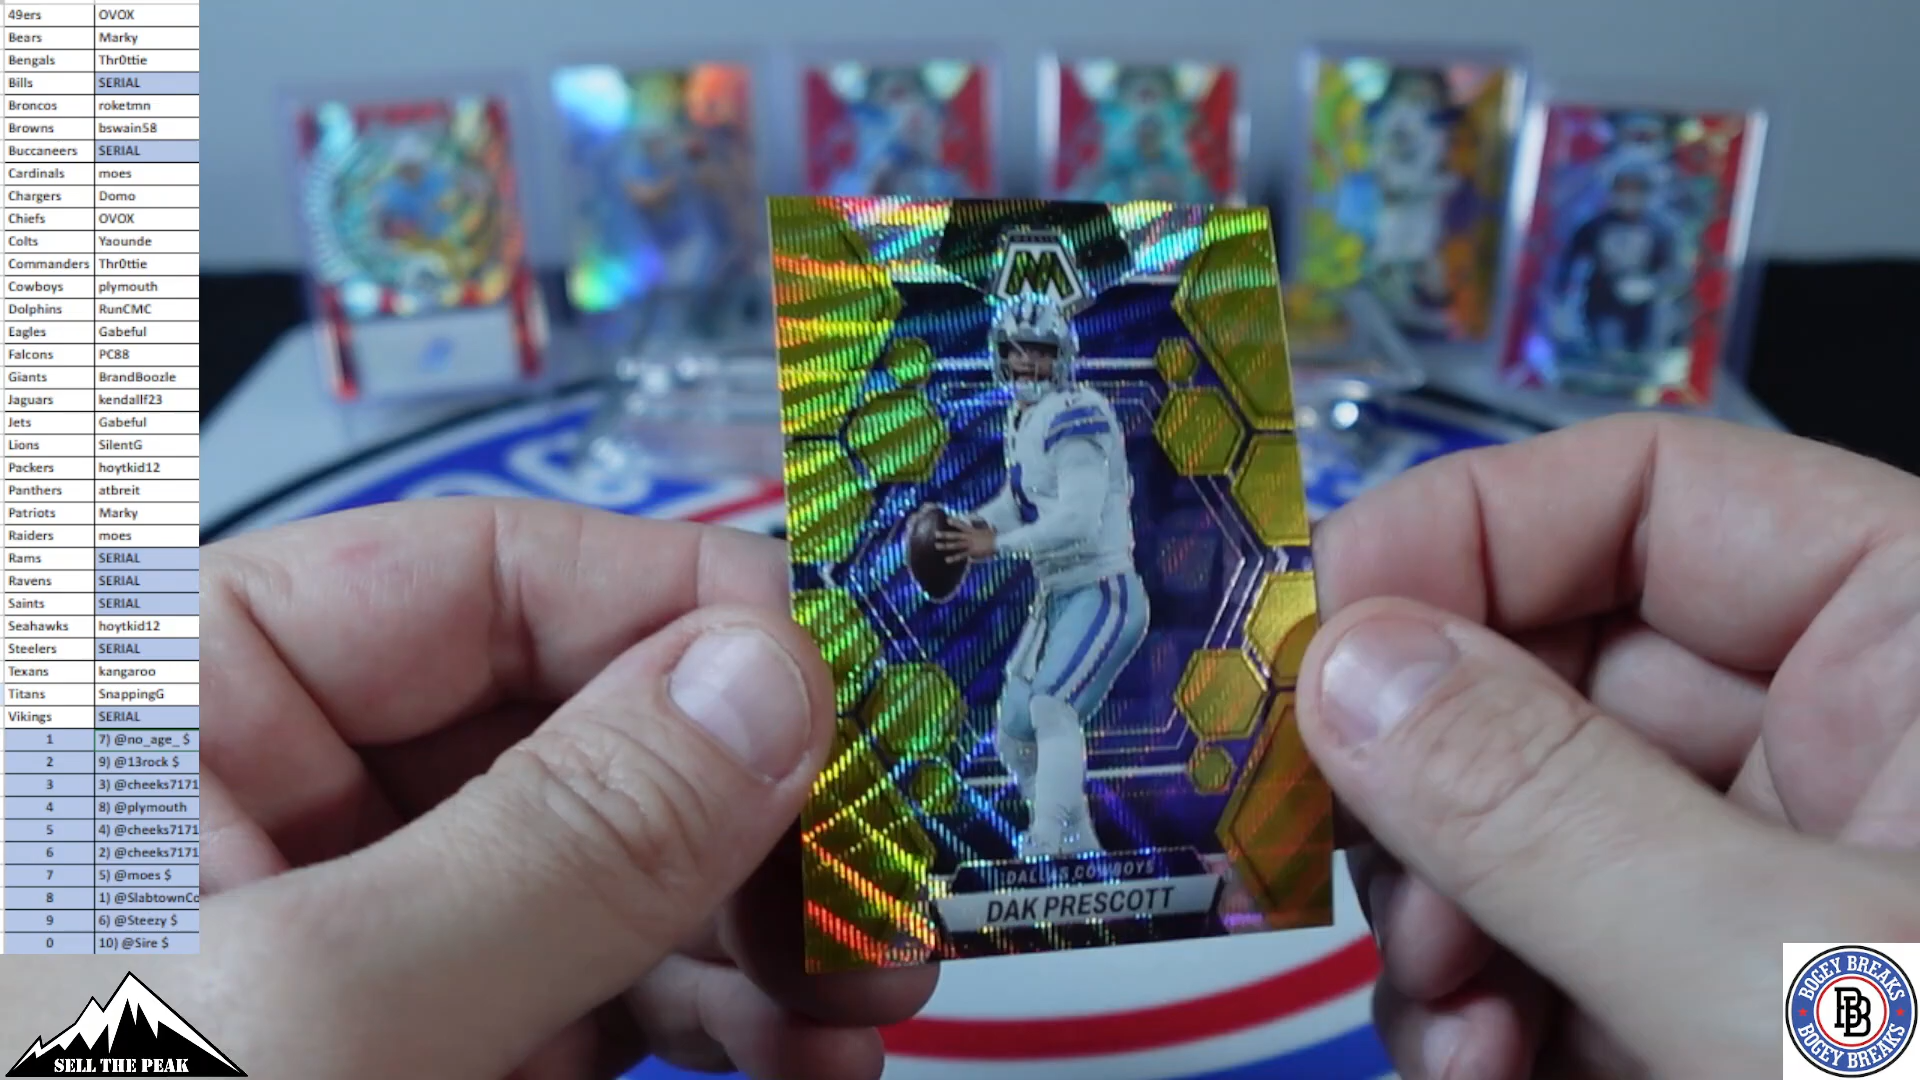 49ers OVOX
Bears Marky
Bengals Thr0ttie
Bills SERIAL
Broncos roketmn
Browns bswain58
Buccaneers SERIAL
Cardinals moes
Chargers Domo
Chiefs OVOX
Colts Yaounde
Commanders Thr0ttie
Cowboys plymouth
Dolphins RunCMC
Eagles Gabeful
Falcons PC88
Giants BrandBoozle
Jaguars kendallf23
Jets Gabeful
Lions SilentG
Packers hoytkid12
Panthers atbreit
Patriots Marky
Raiders moes
Rams SERIAL
Ravens SERIAL
Saints SERIAL
Seahawks hoytkid12
Steelers SERIAL
Texans kangaroo
Titans SnappingG
Vikings SERIAL
1 7) @no_age_ $
2 9) @13rock $
3 3) @cheeks7171
4 8) @plymouth
5 4) @cheeks7171
6 2) @cheeks7171
7 5) @moes $
8 1) @SlabtownCo
9 6) @Steezy $
0 10) @Sire $
SELL THE PEAK
M
DALLAS COWBOYS
DAK PRESCOTT
BOGEY BREAKS
BB
BOGEY BREAKS